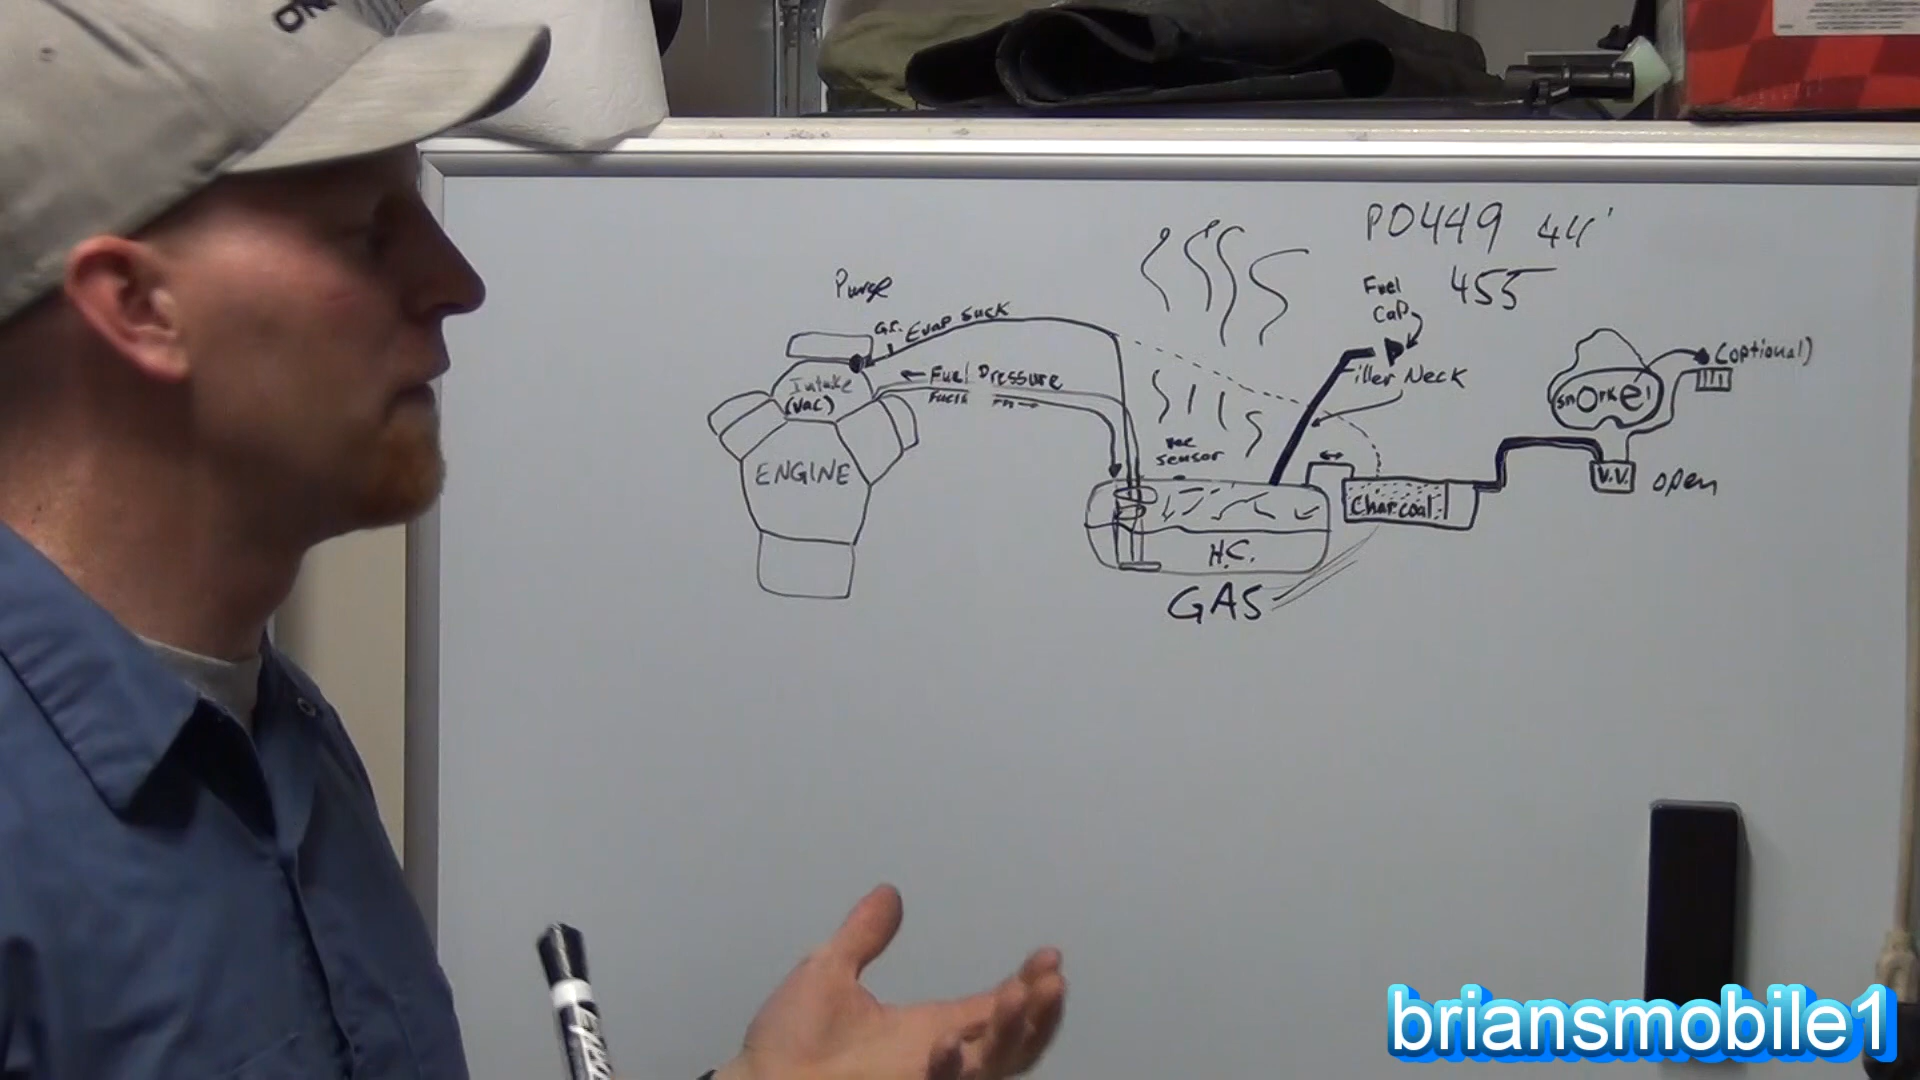 P0449 44'
455
Purge
Fuel
Cap
G.F. Evap Suck
(optional)
Fuel Pressure
Filler Neck
Intake
(vac)
snorkel
vac
sensor
ENGINE
V.V. open
Charcoal
H.C.
GAS
briansmobile1